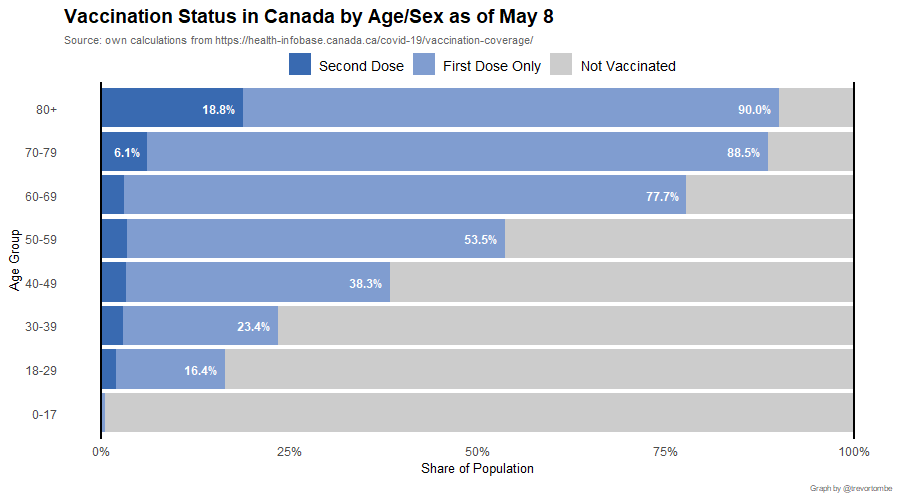 Vaccination Status in Canada by Age/Sex as of May 8
Source: own calculations from https://health-infobase.canada.ca/covid-19/vaccination-coverage/
Second Dose First Dose Only Not Vaccinated
Age Group
80+ 18.8% 90.0%
70-79 6.1% 88.5%
60-69 77.7%
50-59 53.5%
40-49 38.3%
30-39 23.4%
18-29 16.4%
0-17
0% 25% 50% 75% 100%
Share of Population
Graph by @trevortombe